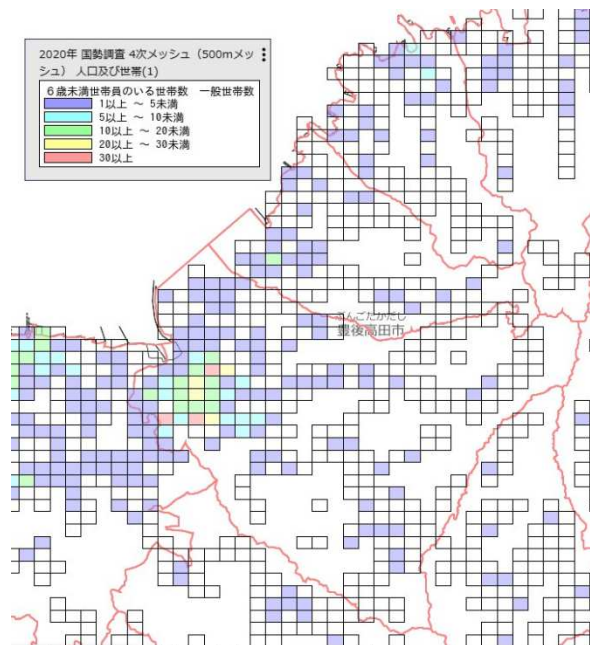 2020年 国勢調査 4次メッシュ（500mメッ
シュ） 人口及び世帯(1)
６歳未満世帯員のいる世帯数　一般世帯数
1以上 ～ 5未満
5以上 ～ 10未満
10以上 ～ 20未満
20以上 ～ 30未満
30以上
ぶんごたかだし
豊後高田市